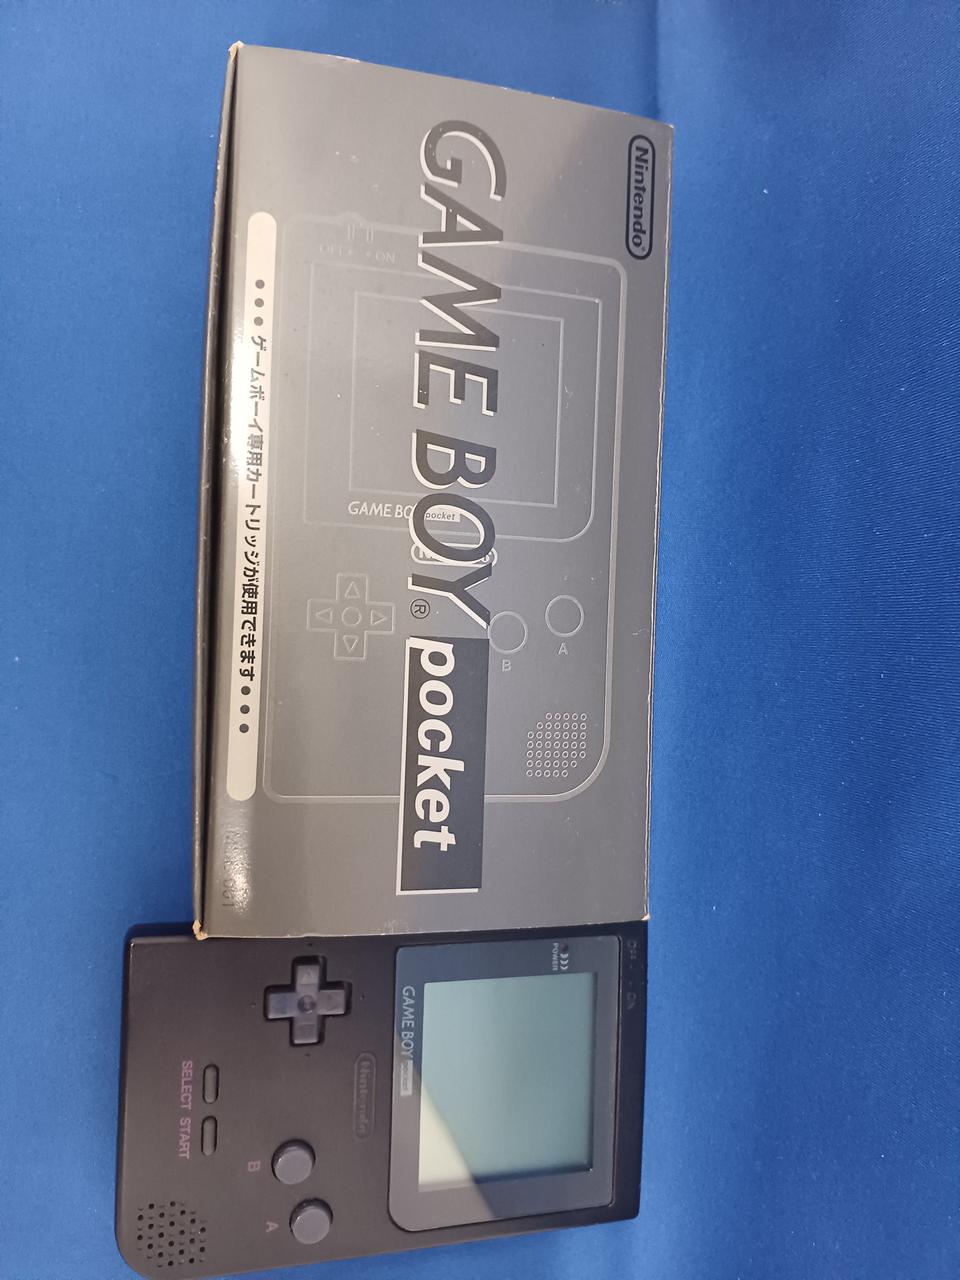 Nintendo®
GAME BOY® pocket
OFF ON
GAME BOY pocket
B
A
•••ゲームボーイ専用カートリッジが使用できます•••
OFF ON
POWER
GAME BOY pocket
Nintendo
SELECT START
B
A